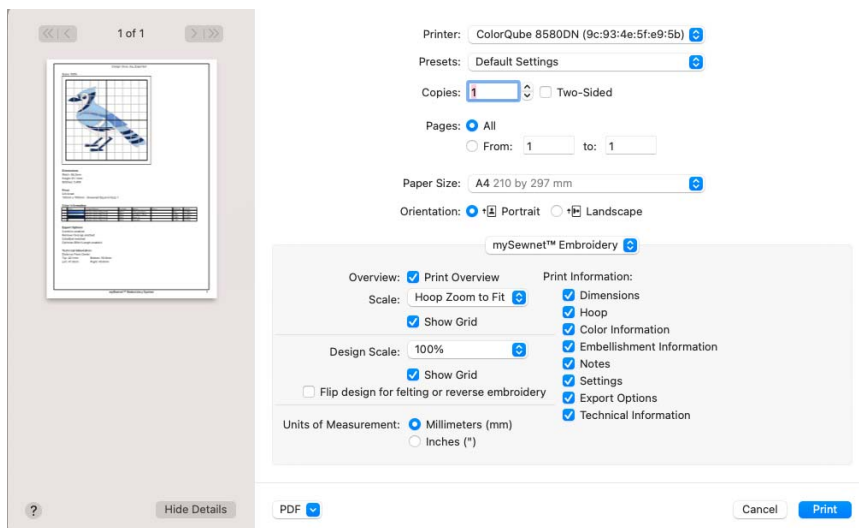 1 of 1
Printer: ColorQube 8580DN (9c:93:4e:5f:e9:5b)
Presets: Default Settings
Copies: 1 Two-Sided
Pages: All
From: 1 to: 1
Paper Size: A4 210 by 297 mm
Orientation: Portrait Landscape
mySewnet™ Embroidery
Overview: Print Overview
Scale: Hoop Zoom to Fit
Show Grid
Design Scale: 100%
Show Grid
Flip design for felting or reverse embroidery
Units of Measurement: Millimeters (mm)
Inches (")
Print Information:
Dimensions
Hoop
Color Information
Embellishment Information
Notes
Settings
Export Options
Technical Information
? Hide Details
PDF
Cancel Print